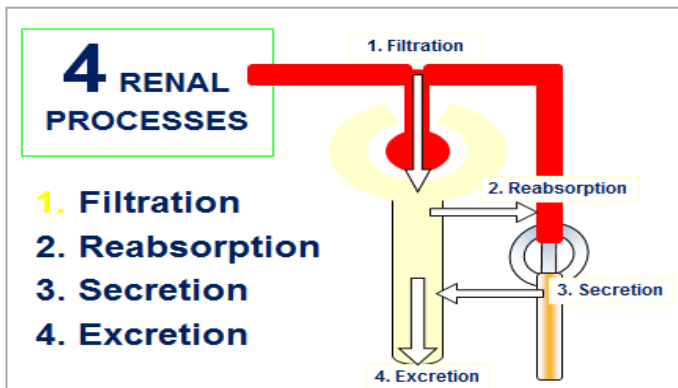 4 RENAL
PROCESSES
1. Filtration
2. Reabsorption
3. Secretion
4. Excretion
1. Filtration
2. Reabsorption
3. Secretion
4. Excretion